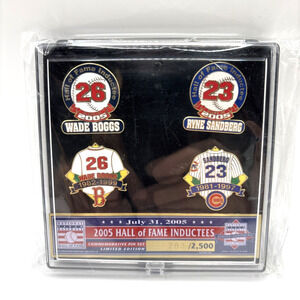 Hall of Fame Inductee
26
2005
WADE BOGGS
Hall of Fame Inductee
23
2005
RYNE SANDBERG
WADE BOGGS
26
1982-1999
B
SANDBERG
23
1981-1997
July 31, 2005
2005 HALL of FAME INDUCTEES
COMMEMORATIVE PIN SET
LIMITED EDITION
/2,500